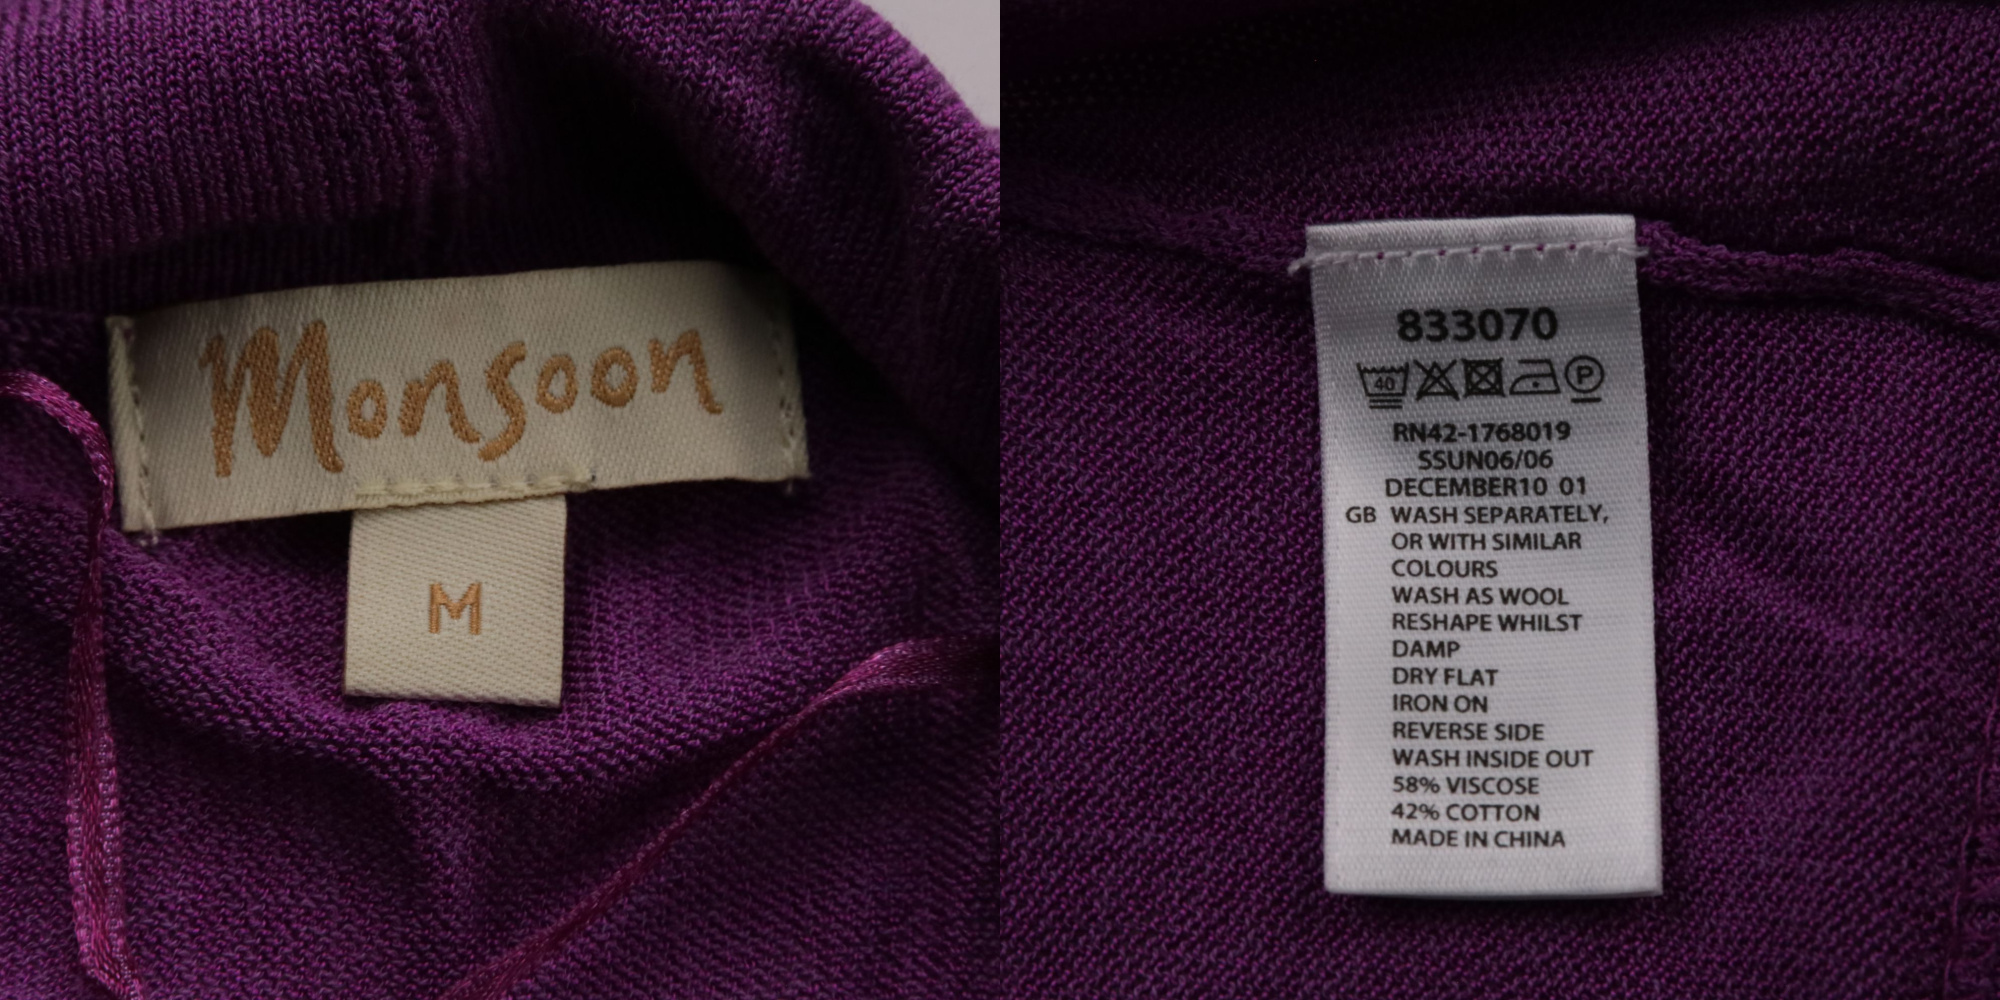 Monsoon
M
833070
40 P
RN42-1768019
SSUN06/06
DECEMBER10 01
GB WASH SEPARATELY,
OR WITH SIMILAR
COLOURS
WASH AS WOOL
RESHAPE WHILST
DAMP
DRY FLAT
IRON ON
REVERSE SIDE
WASH INSIDE OUT
58% VISCOSE
42% COTTON
MADE IN CHINA